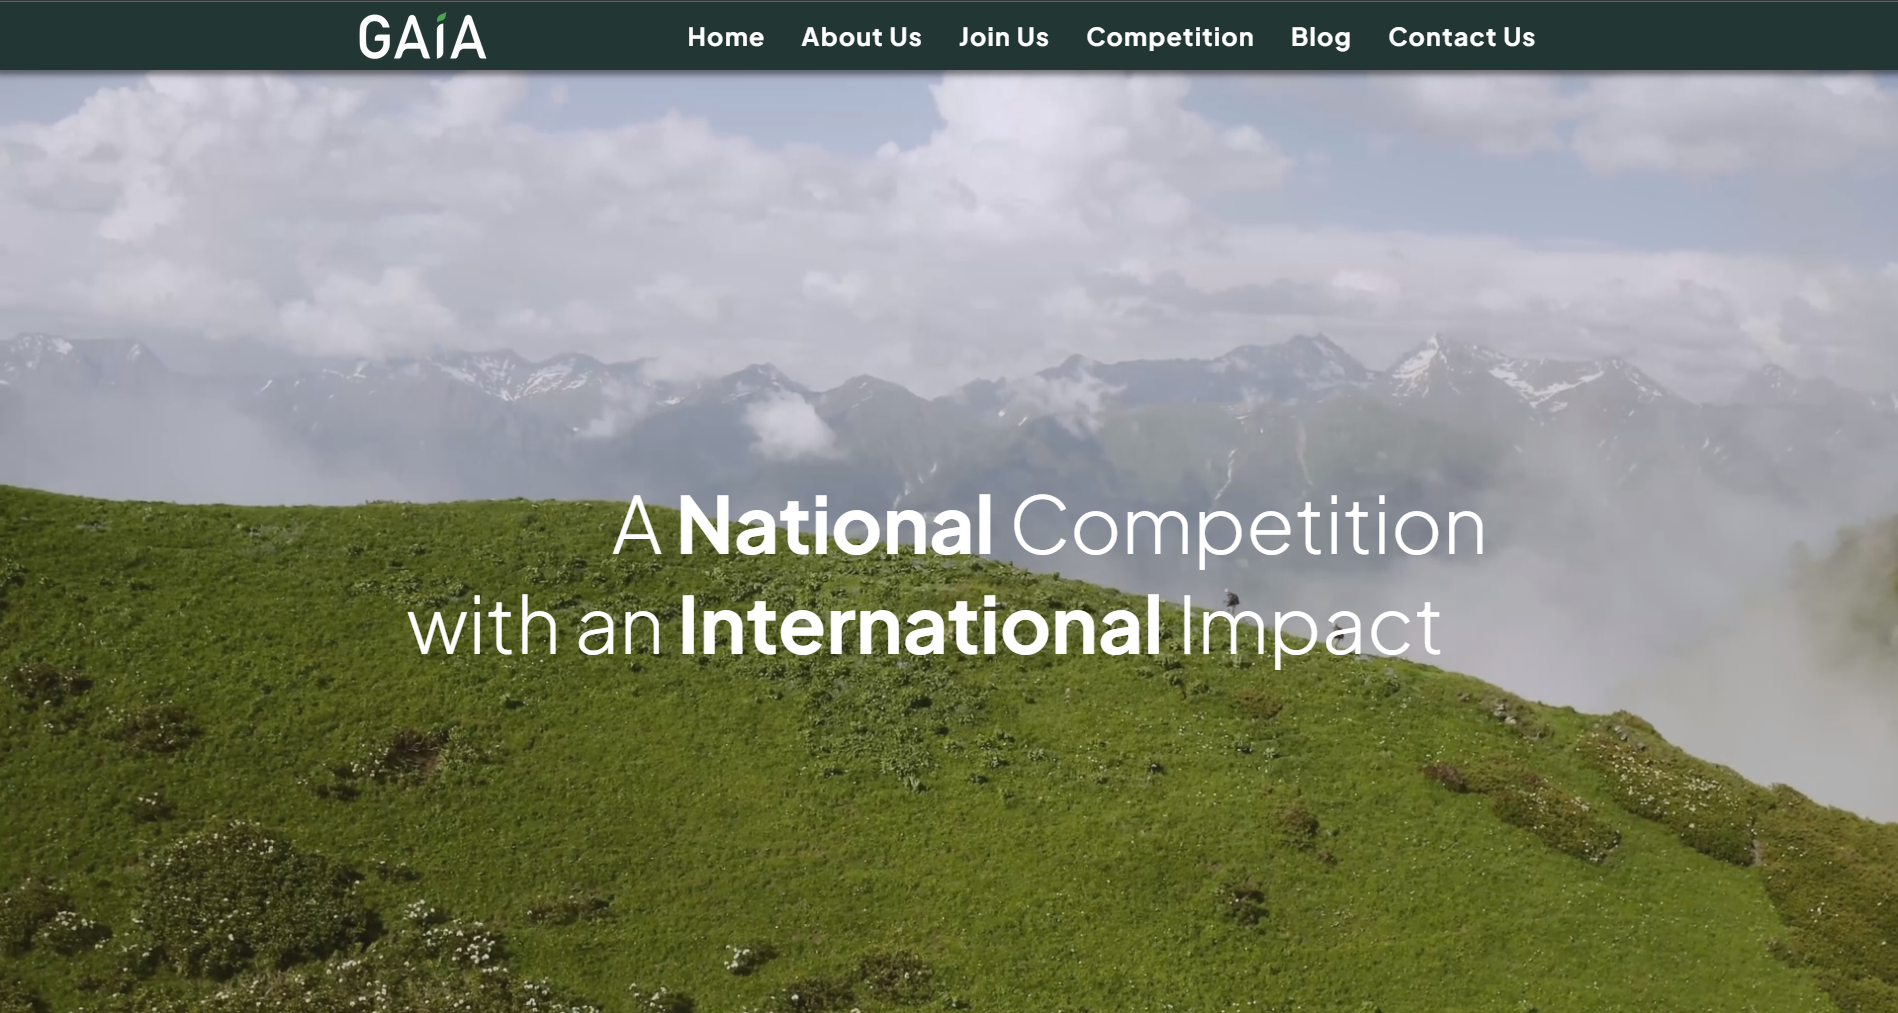 GAIA
Home About Us Join Us Competition Blog Contact Us
A National Competition
with an International Impact